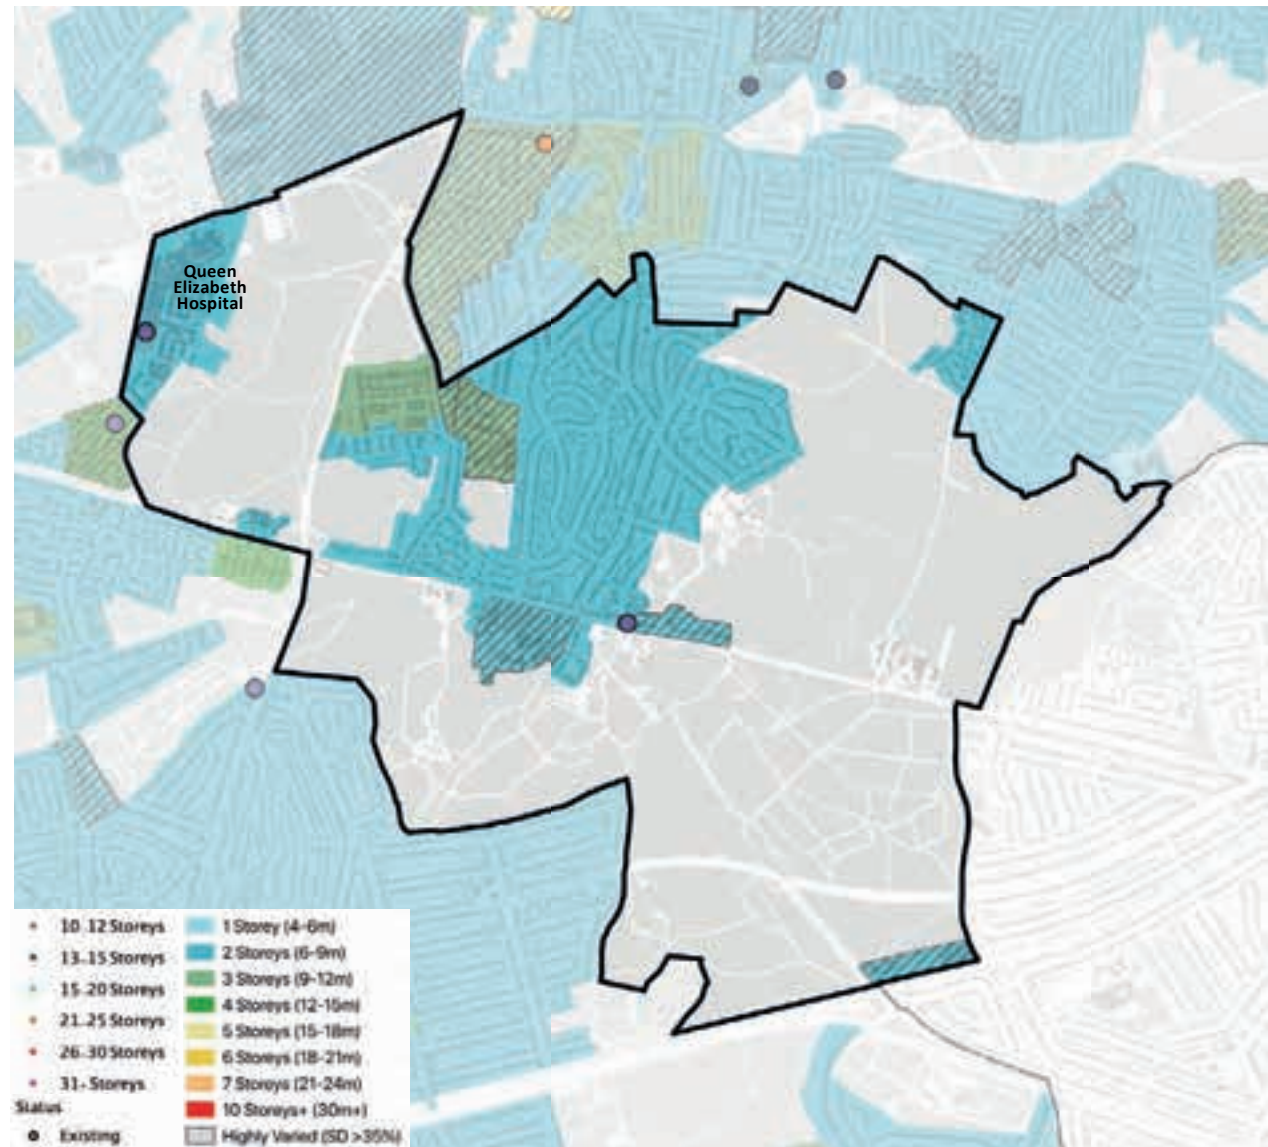 Queen
Elizabeth
Hospital
10..12 Storeys
13..15 Storeys
15..20 Storeys
21..25 Storeys
26..30 Storeys
31- Storeys
Status
Existing
1 Storey (4-6m)
2 Storeys (6-9m)
3 Storeys (9-12m)
4 Storeys (12-15m)
5 Storeys (15-18m)
6 Storeys (18-21m)
7 Storeys (21-24m)
10 Storeys+ (30m+)
Highly Varied (SD >35%)